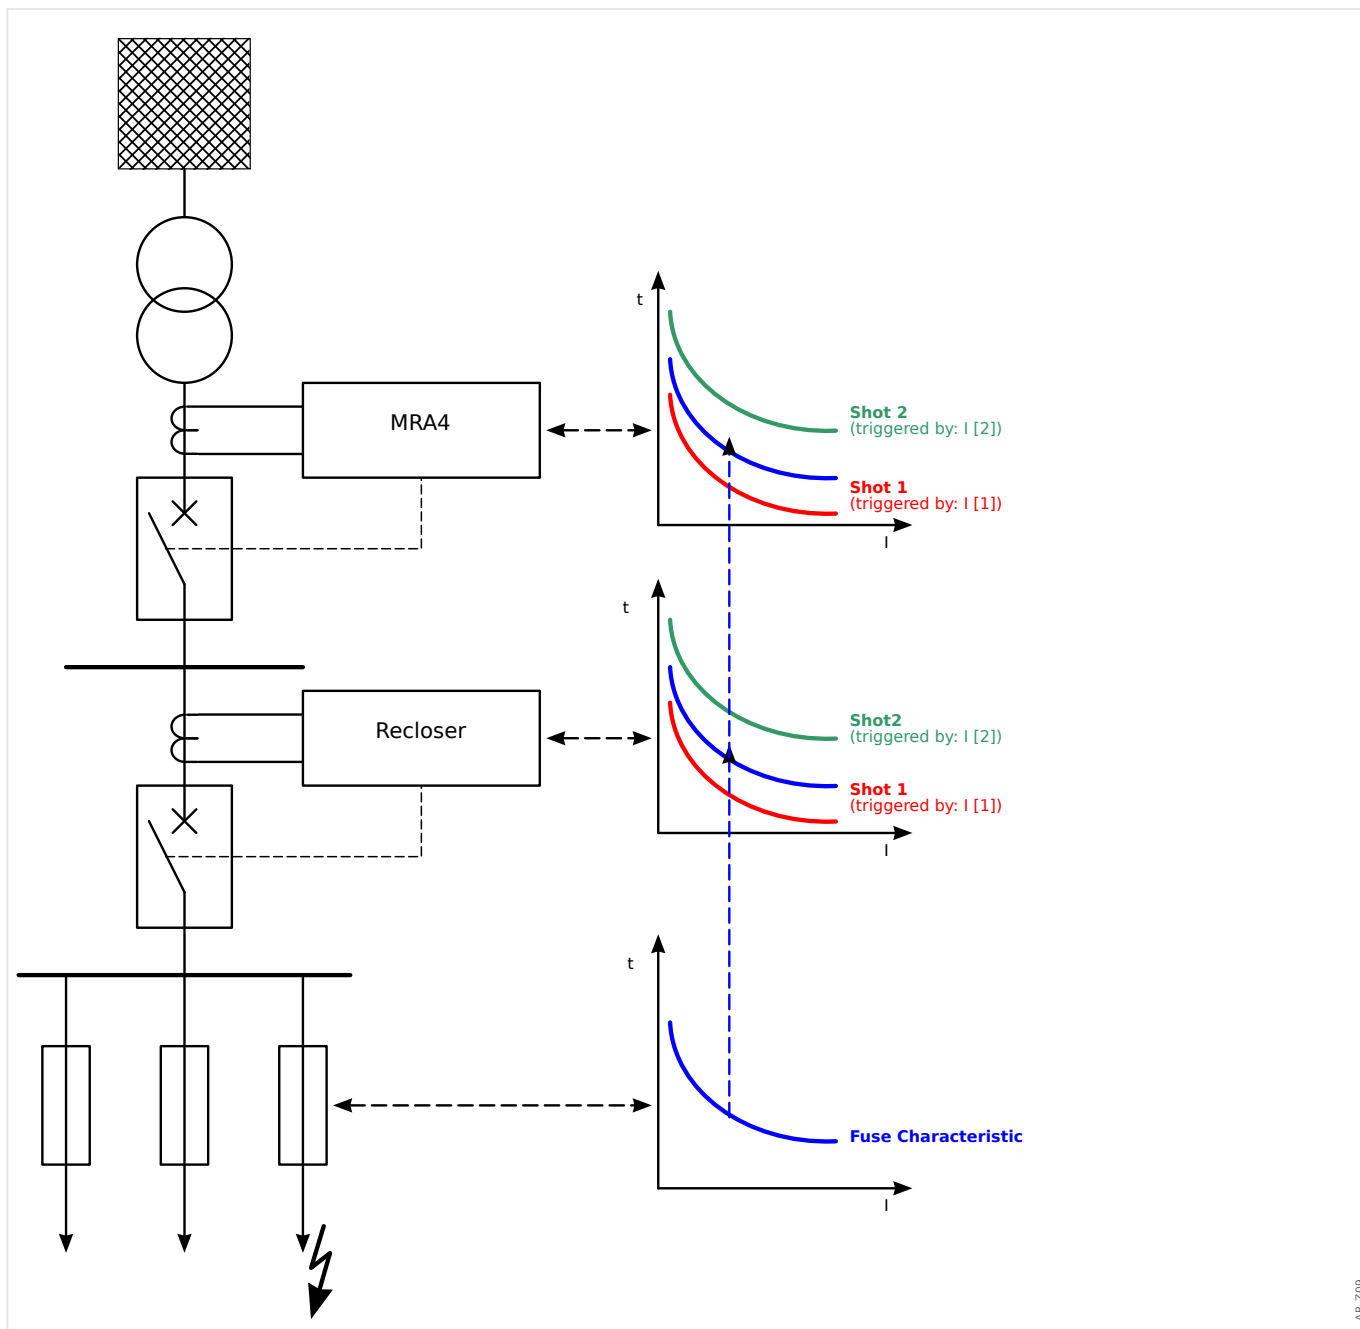 t
MRA4
Shot 2
(triggered by: I [2])
Shot 1
(triggered by: I [1])
I
t
Recloser
Shot2
(triggered by: I [2])
Shot 1
(triggered by: I [1])
I
t
Fuse Characteristic
I